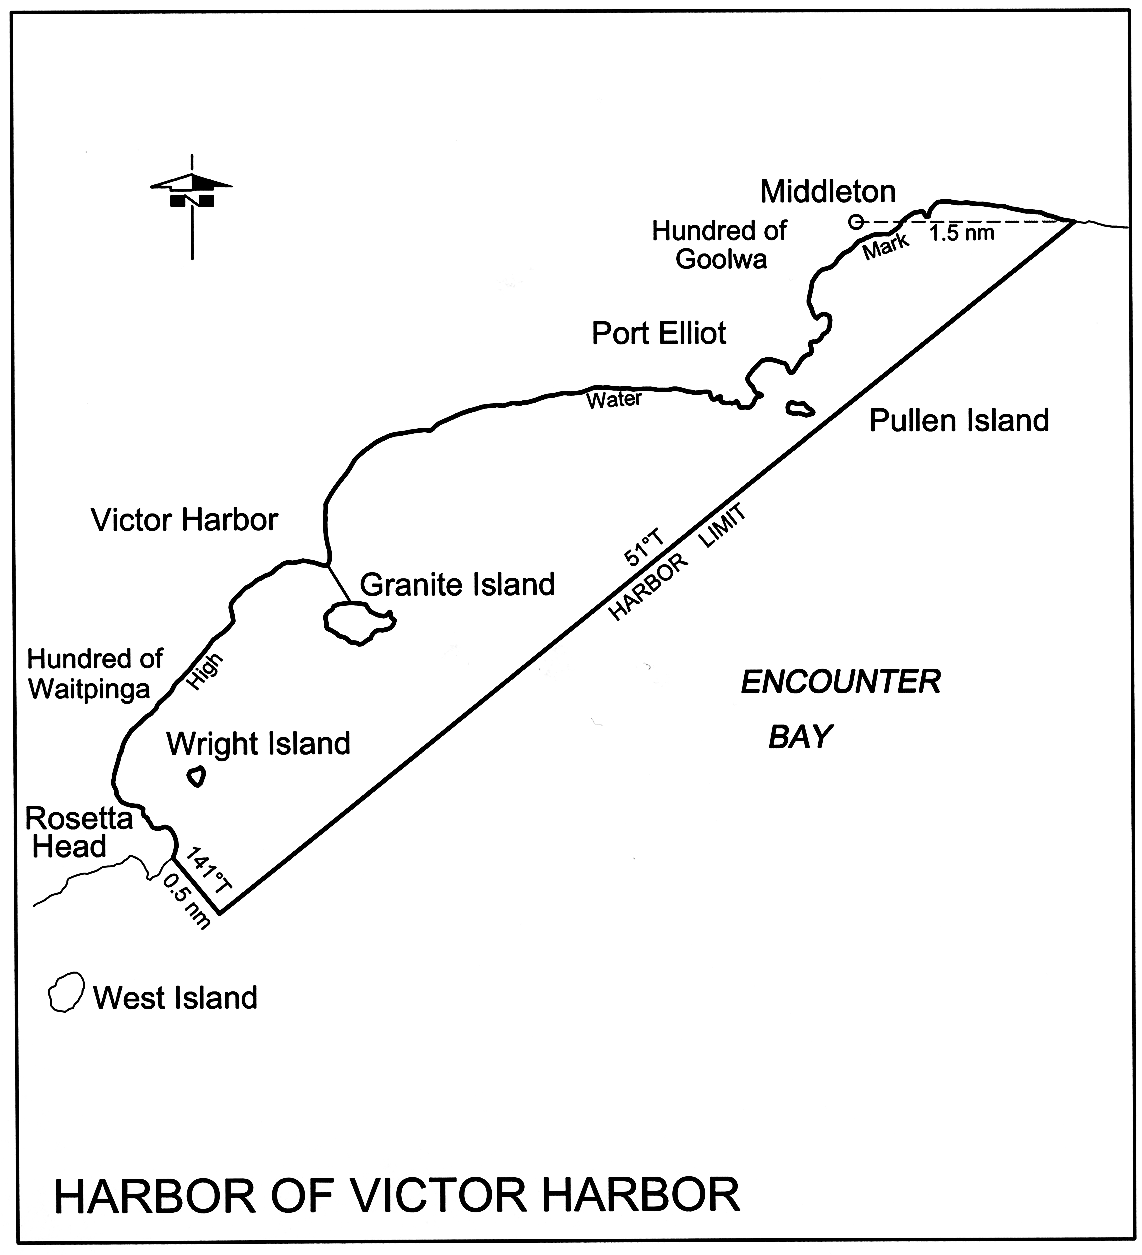 N
Middleton
Hundred of
Goolwa
Mark
1.5 nm
Port Elliot
Water
Pullen Island
Victor Harbor
51°T
HARBOR LIMIT
Granite Island
Hundred of
Waitpinga
High
ENCOUNTER
BAY
Wright Island
Rosetta
Head
141°T
0.5 nm
West Island
HARBOR OF VICTOR HARBOR